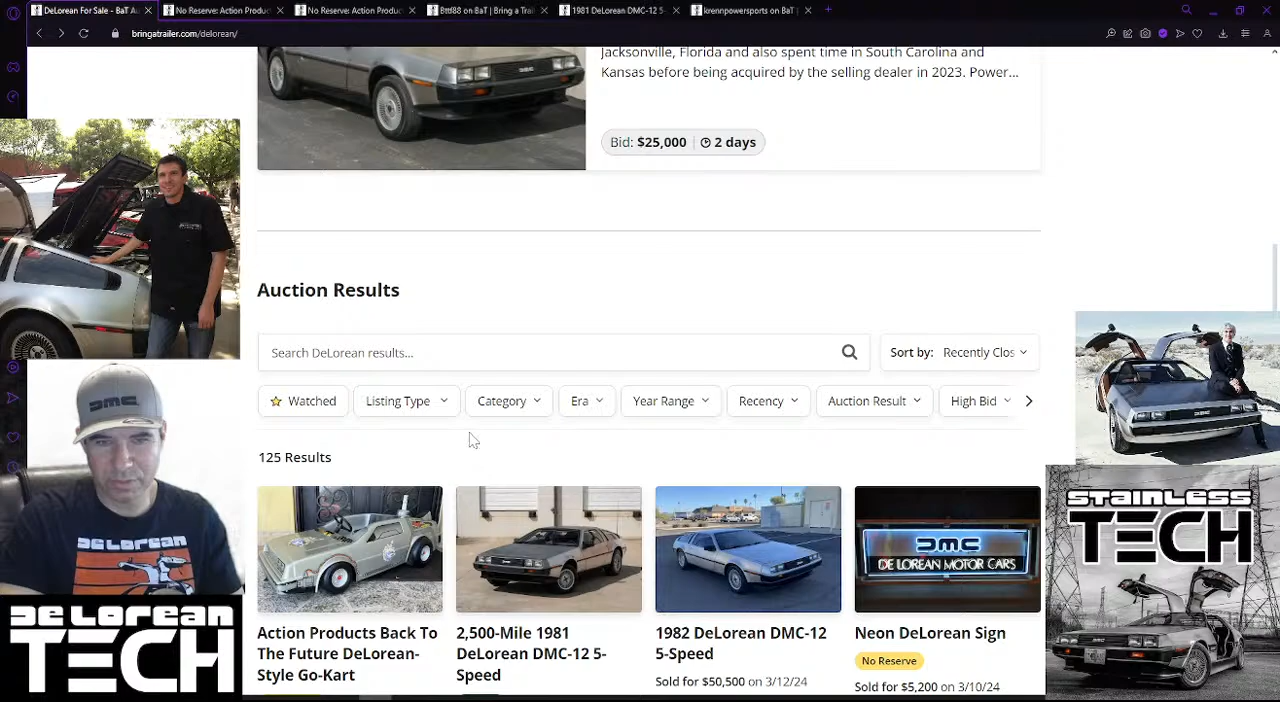 DeLorean For Sale - BaT Au
No Reserve: Action Produc
No Reserve: Action Produc
Bttf88 on BaT | Bring a Trail
1981 DeLorean DMC-12 5-
krennpowersports on BaT |
bringatrailer.com/delorean/
Jacksonville, Florida and also spent time in South Carolina and
Kansas before being acquired by the selling dealer in 2023. Power...
Bid: $25,000
2 days
Auction Results
Search DeLorean results...
Sort by: Recently Clos
Watched
Listing Type
Category
Era
Year Range
Recency
Auction Result
High Bid
125 Results
DMC
DE LOREAN MOTOR CARS
Action Products Back To
The Future DeLorean-
Style Go-Kart
2,500-Mile 1981
DeLorean DMC-12 5-
Speed
1982 DeLorean DMC-12
5-Speed
Sold for $50,500 on 3/12/24
Neon DeLorean Sign
No Reserve
Sold for $5,200 on 3/10/24
DMC
DELOREAN
DELOREAN
TECH
STAINLESS
TECH